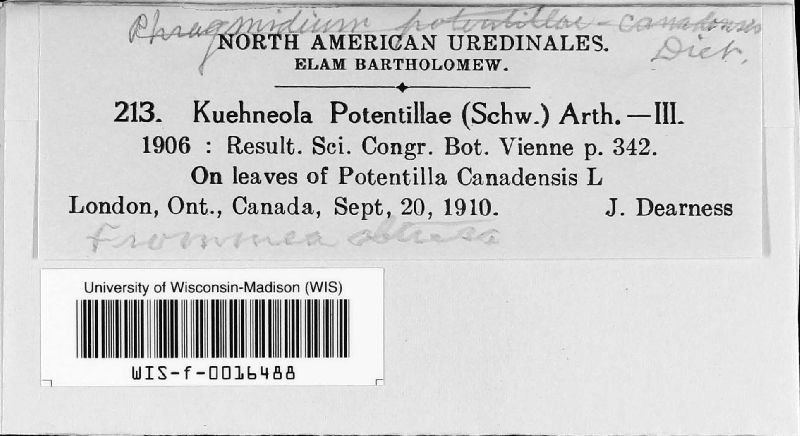 Phragmidium potentillae-canadensis
Diet.
NORTH AMERICAN UREDINALES.
ELAM BARTHOLOMEW.
213. Kuehneola Potentillae (Schw.) Arth.—III.
1906 : Result. Sci. Congr. Bot. Vienne p. 342.
On leaves of Potentilla Canadensis L
London, Ont., Canada, Sept, 20, 1910. J. Dearness
Frommea obtusa
University of Wisconsin-Madison (WIS)
WIS-f-0016488